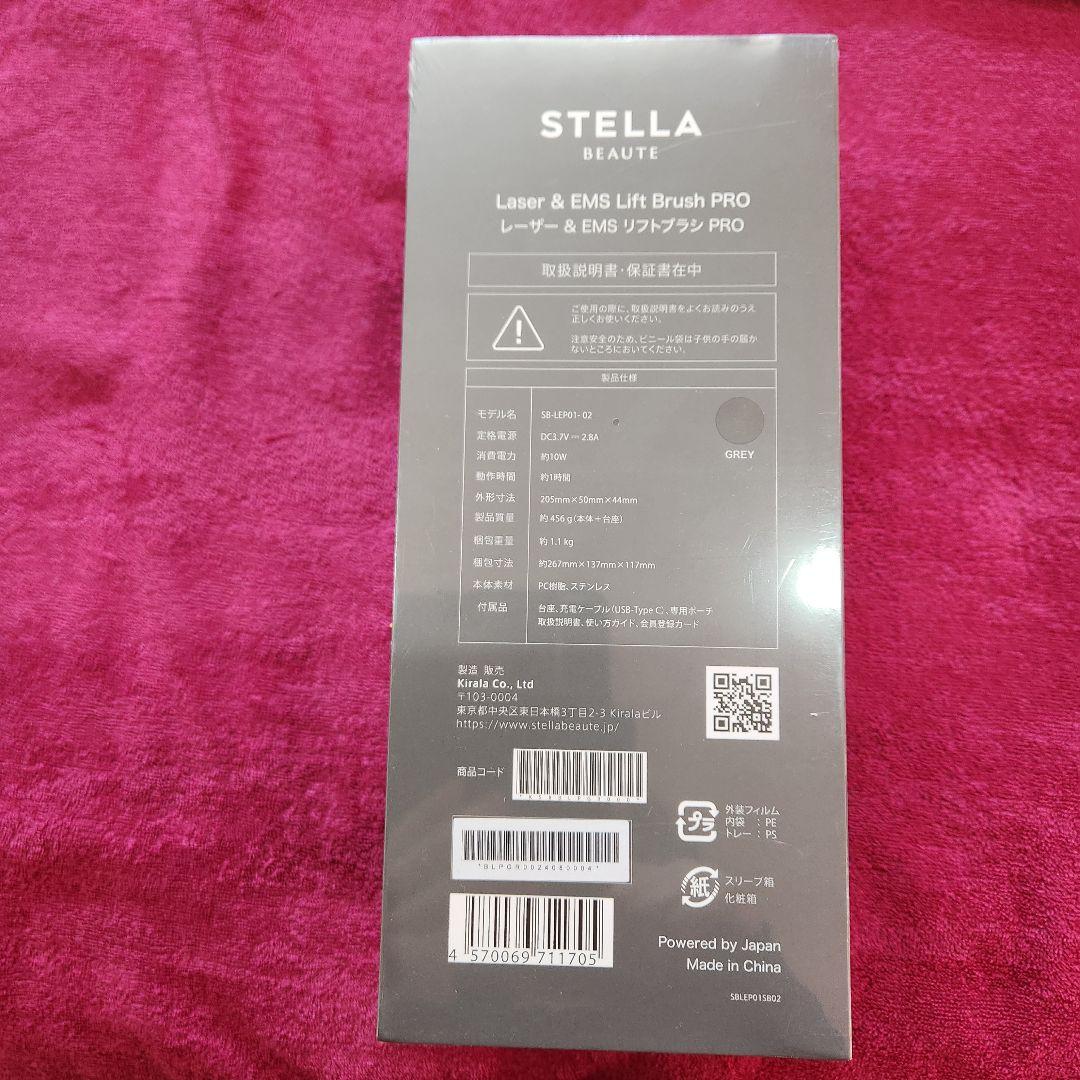 STELLA
BEAUTE
Laser & EMS Lift Brush PRO
レーザー & EMS リフトブラシ PRO
取扱説明書・保証書在中
ご使用の際に、取扱説明書をよくお読みのうえ
正しくお使いください。
注意安全のため、ビニール袋は子供の手の届か
ないところにおいてください。
製品仕様
モデル名 SB-LEP01- 02
定格電源 DC3.7V⎓2.8A
消費電力 約10W
動作時間 約1時間
外形寸法 205mm×50mm×44mm
製品質量 約 456 g(本体+台座)
梱包重量 約 1.1 kg
梱包寸法 約267mm×137mm×117mm
本体素材 PC樹脂、ステンレス
付属品 台座、充電ケーブル(USB-Type C)、専用ポーチ
取扱説明書、使い方ガイド、会員登録カード
GREY
製造 販売
Kirala Co., Ltd
〒103-0004
東京都中央区東日本橋3丁目2-3 Kiralaビル
https://www.stellabeaute.jp/
商品コード
*BLPGR0024080004*
4 570069 711705
プラ
外装フィルム
内袋 : PE
トレー : PS
紙
スリーブ箱
化粧箱
Powered by Japan
Made in China
SBLEP01SB02